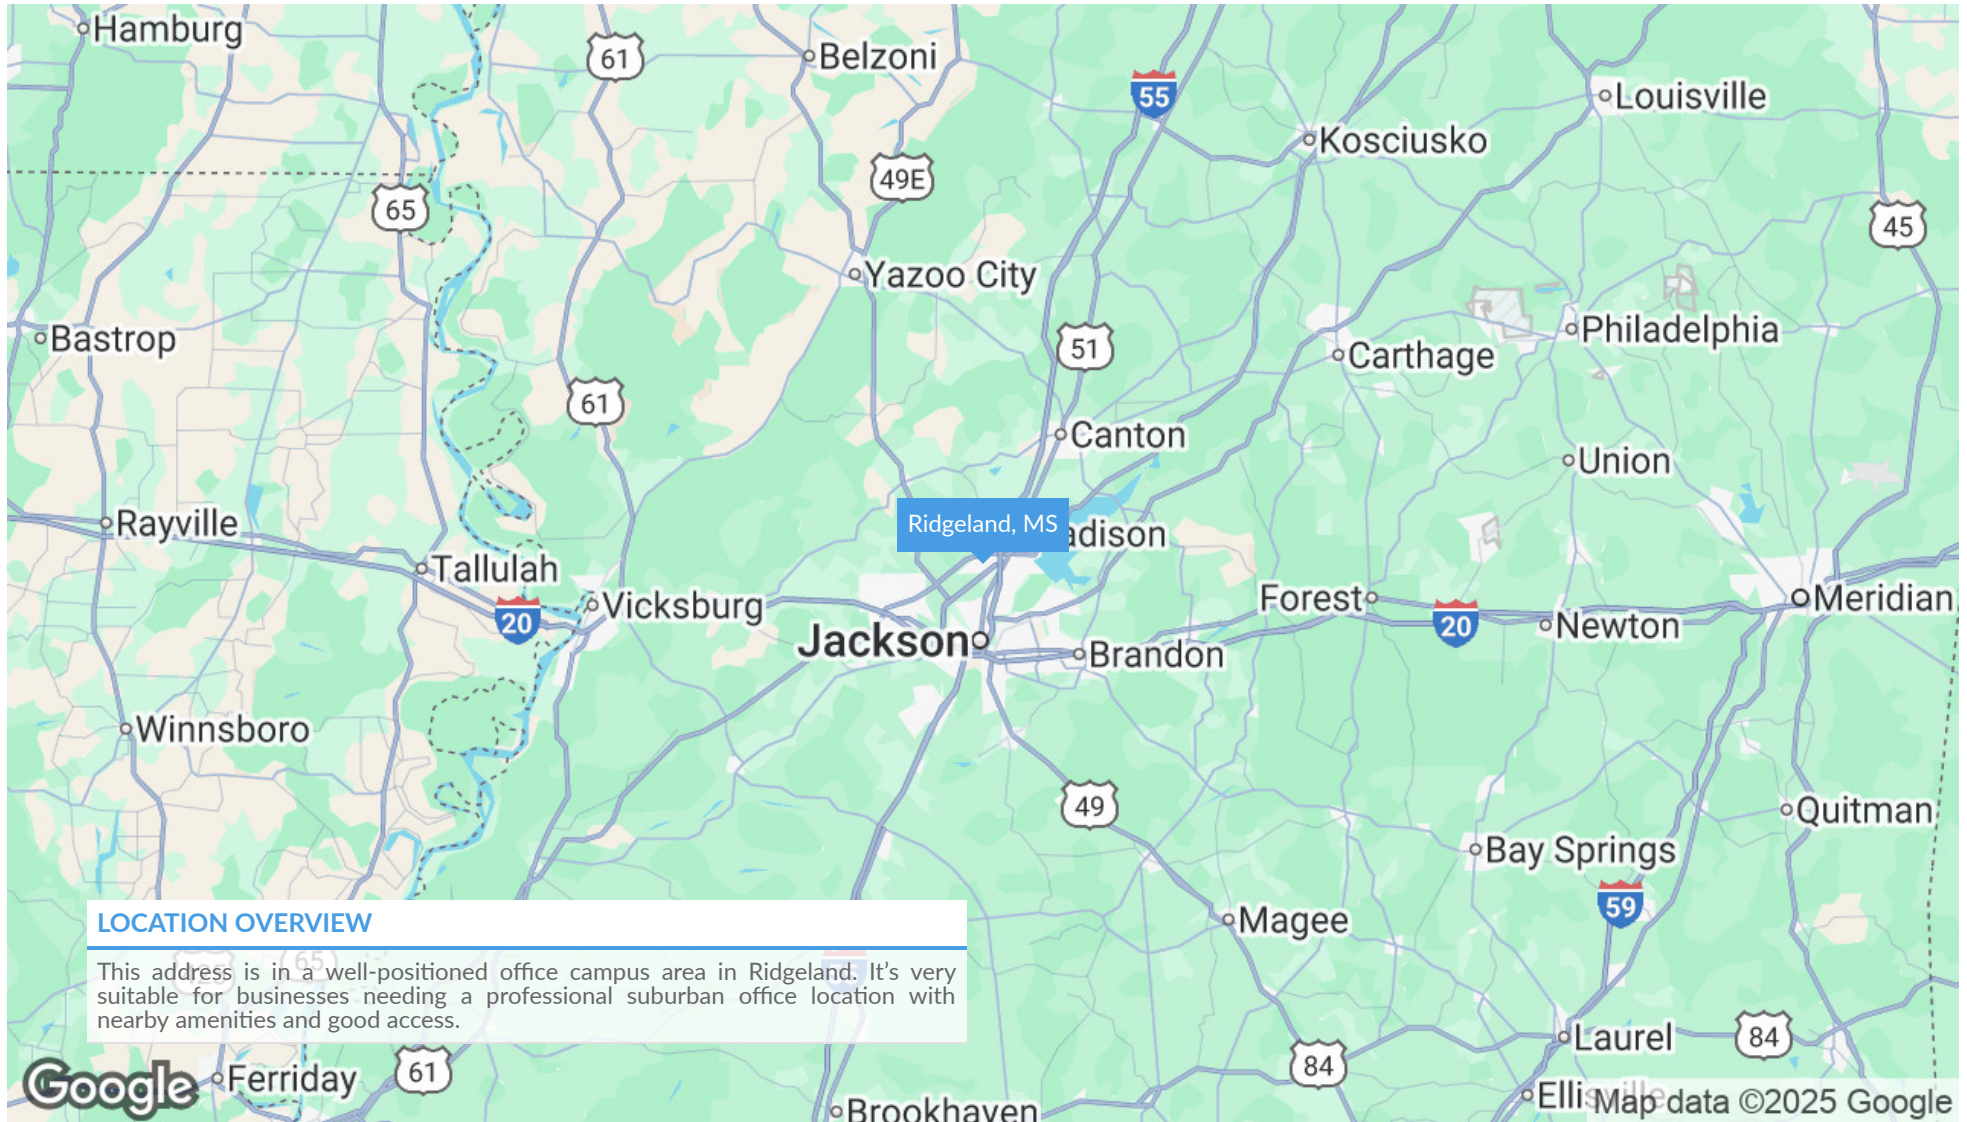 Hamburg
61
Belzoni
55
Louisville
Kosciusko
49E
65
45
Yazoo City
Bastrop
51
Philadelphia
Carthage
61
Canton
Union
Rayville
Ridgeland, MS
adison
Tallulah
Vicksburg
20
Forest
20
Newton
Meridian
Jackson
Brandon
Winnsboro
49
Quitman
Bay Springs
59
Magee
LOCATION OVERVIEW
65
425
This address is in a well-positioned office campus area in Ridgeland. It’s very
suitable for businesses needing a professional suburban office location with
nearby amenities and good access.
Laurel
84
84
Google
Ferriday
61
Brookhaven
Ellisville
Map data ©2025 Google